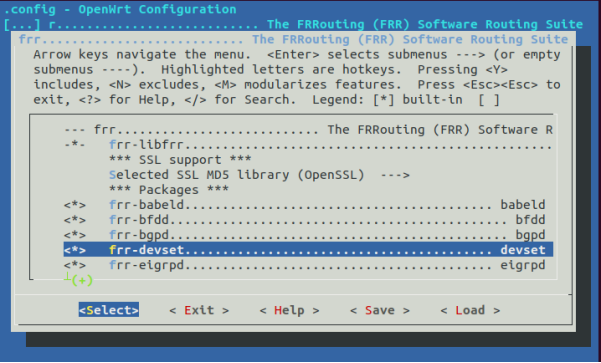 .config - OpenWrt Configuration
[...] r........................... The FRRouting (FRR) Software Routing Suite
frr............................ The FRRouting (FRR) Software Routing Suite
Arrow keys navigate the menu.  <Enter> selects submenus ---> (or empty
submenus ----).  Highlighted letters are hotkeys.  Pressing <Y>
includes, <N> excludes, <M> modularizes features.  Press <Esc><Esc> to
exit, <?> for Help, </> for Search.  Legend: [*] built-in  [ ]
--- frr............................ The FRRouting (FRR) Software R
-*-   frr-libfrr.................................................
*** SSL support ***
Selected SSL MD5 library (OpenSSL)  --->
*** Packages ***
<*>   frr-babeld.......................................... babeld
<*>   frr-bfdd.............................................. bfdd
<*>   frr-bgpd.............................................. bgpd
<*>   frr-devset.......................................... devset
<*>   frr-eigrpd.......................................... eigrpd
(+)
<Select>    < Exit >    < Help >    < Save >    < Load >